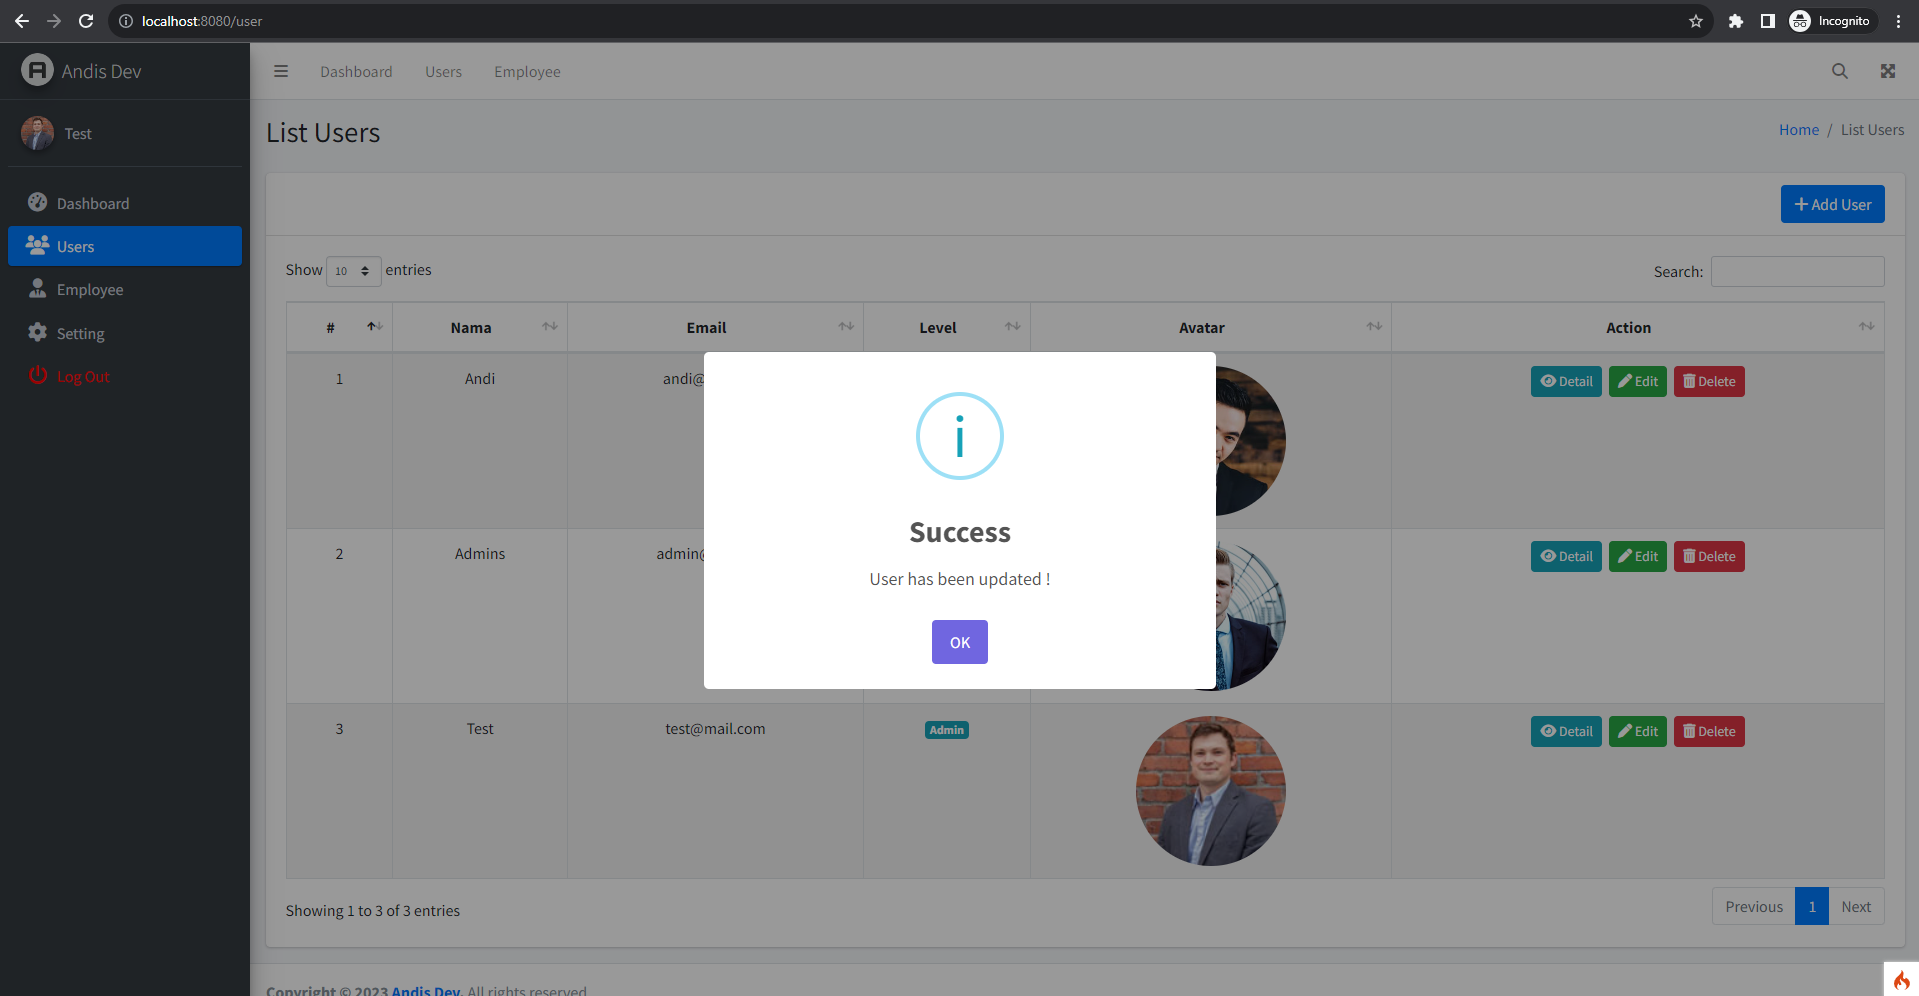 localhost:8080/user
Incognito
Andis Dev
Test
Dashboard
Users
Employee
Setting
Log Out
Dashboard Users Employee
List Users
Home / List Users
Add User
Show 10 entries
Search:
# Nama Email Level Avatar Action
1 Andi andi@ Detail Edit Delete
2 Admins admin@ Detail Edit Delete
3 Test test@mail.com Admin Detail Edit Delete
Success
User has been updated !
OK
Showing 1 to 3 of 3 entries
Previous 1 Next
Copyright © 2023 Andis Dev. All rights reserved